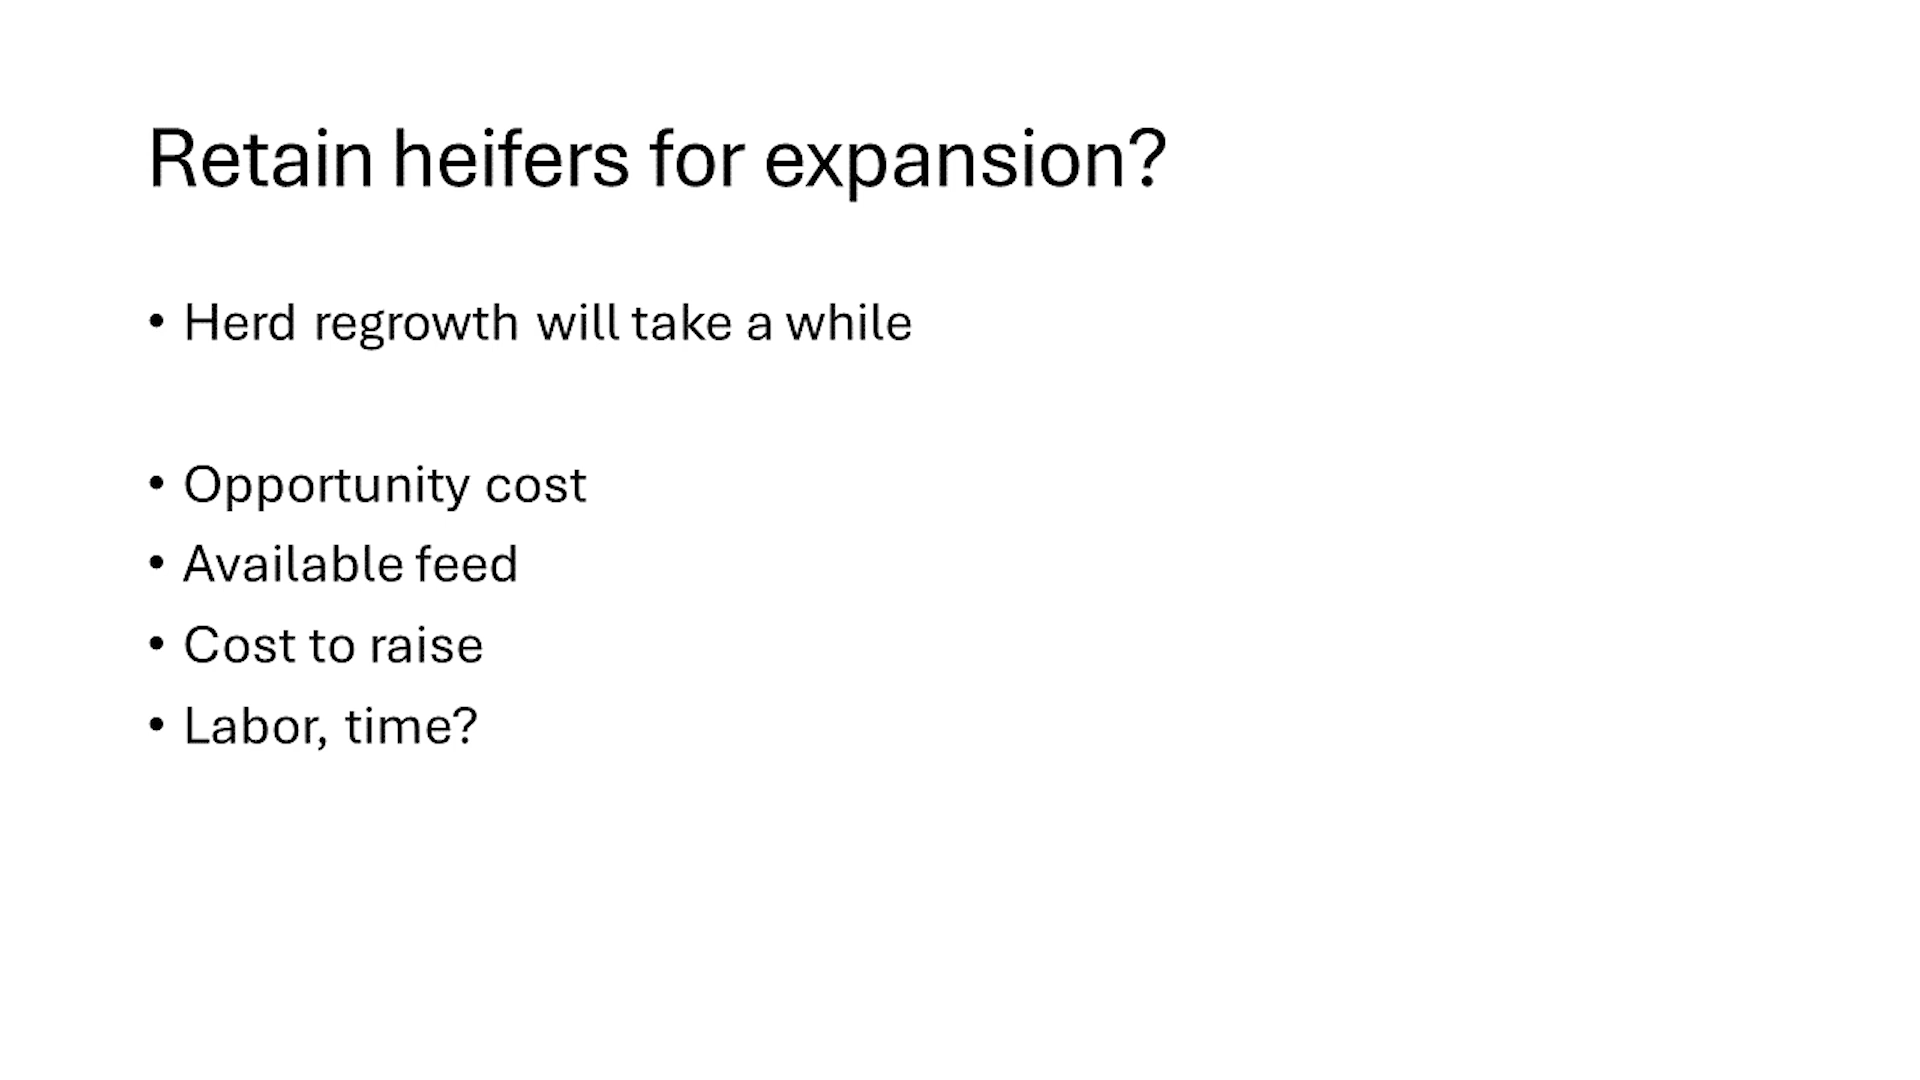 Retain heifers for expansion?
• Herd regrowth will take a while
• Opportunity cost
• Available feed
• Cost to raise
• Labor, time?